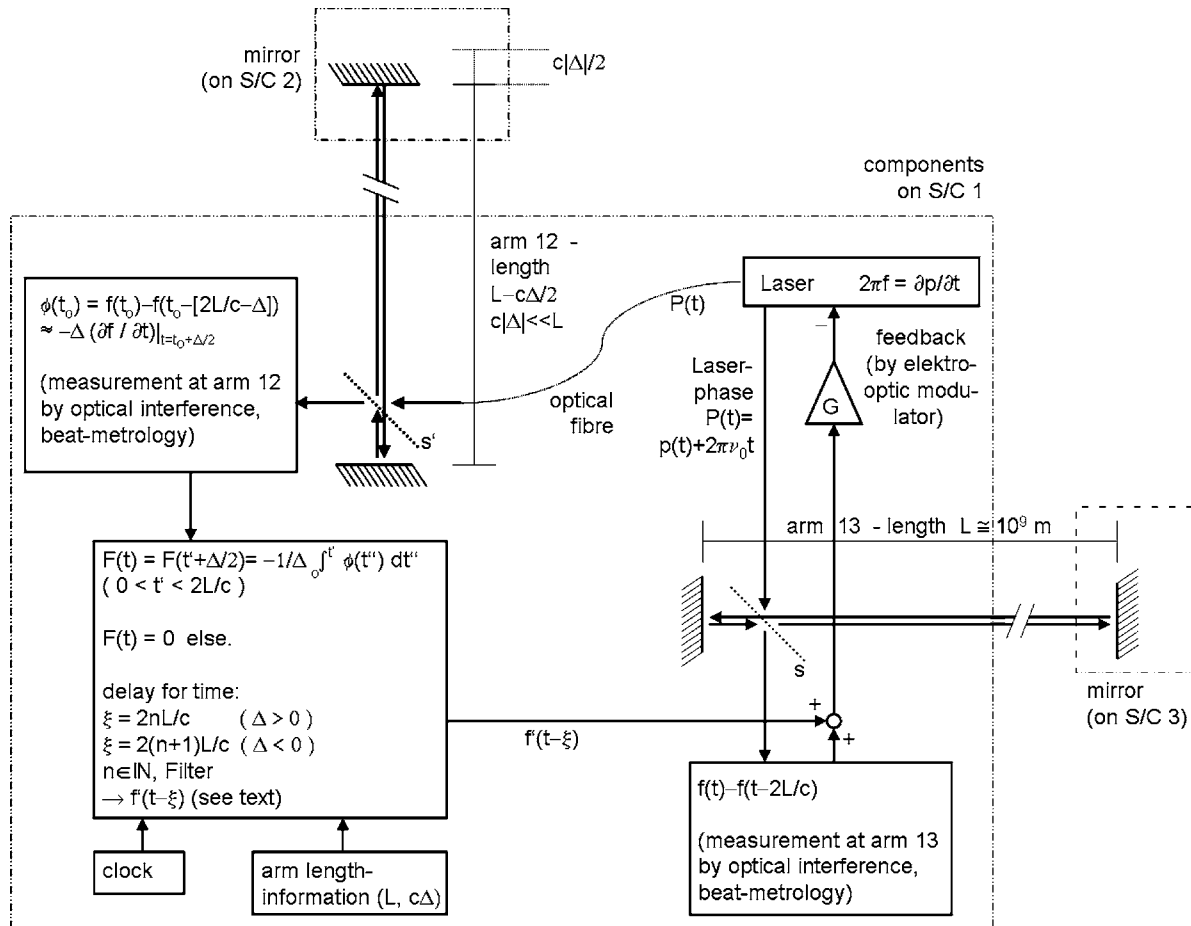 mirror
(on S/C 2)
c|Δ|/2
components
on S/C 1
arm 12 -
length
L–cΔ/2
c|Δ|<<L
ϕ(t₀) = f(t₀)–f(t₀–[2L/c–Δ])
≈ –Δ (∂f / ∂t)|t=t₀+Δ/2
(measurement at arm 12
by optical interference,
beat-metrology)
P(t)
Laser 2πf = ∂p/∂t
–
feedback
(by elektro-
optic modu-
lator)
G
Laser-
phase
P(t)=
p(t)+2πν₀t
optical
fibre
s‘
arm 13 - length L ≅ 10⁹ m
F(t) = F(t‘+Δ/2)= –1/Δ ₀∫ᵗ‘ ϕ(t“) dt“
( 0 < t‘ < 2L/c )
F(t) = 0 else.
delay for time:
ξ = 2nL/c ( Δ > 0 )
ξ = 2(n+1)L/c ( Δ < 0 )
n∈IN, Filter
→ f‘(t–ξ) (see text)
s
mirror
(on S/C 3)
+
f‘(t–ξ)
+
f(t)–f(t–2L/c)
(measurement at arm 13
by optical interference,
beat-metrology)
clock
arm length-
information (L, cΔ)